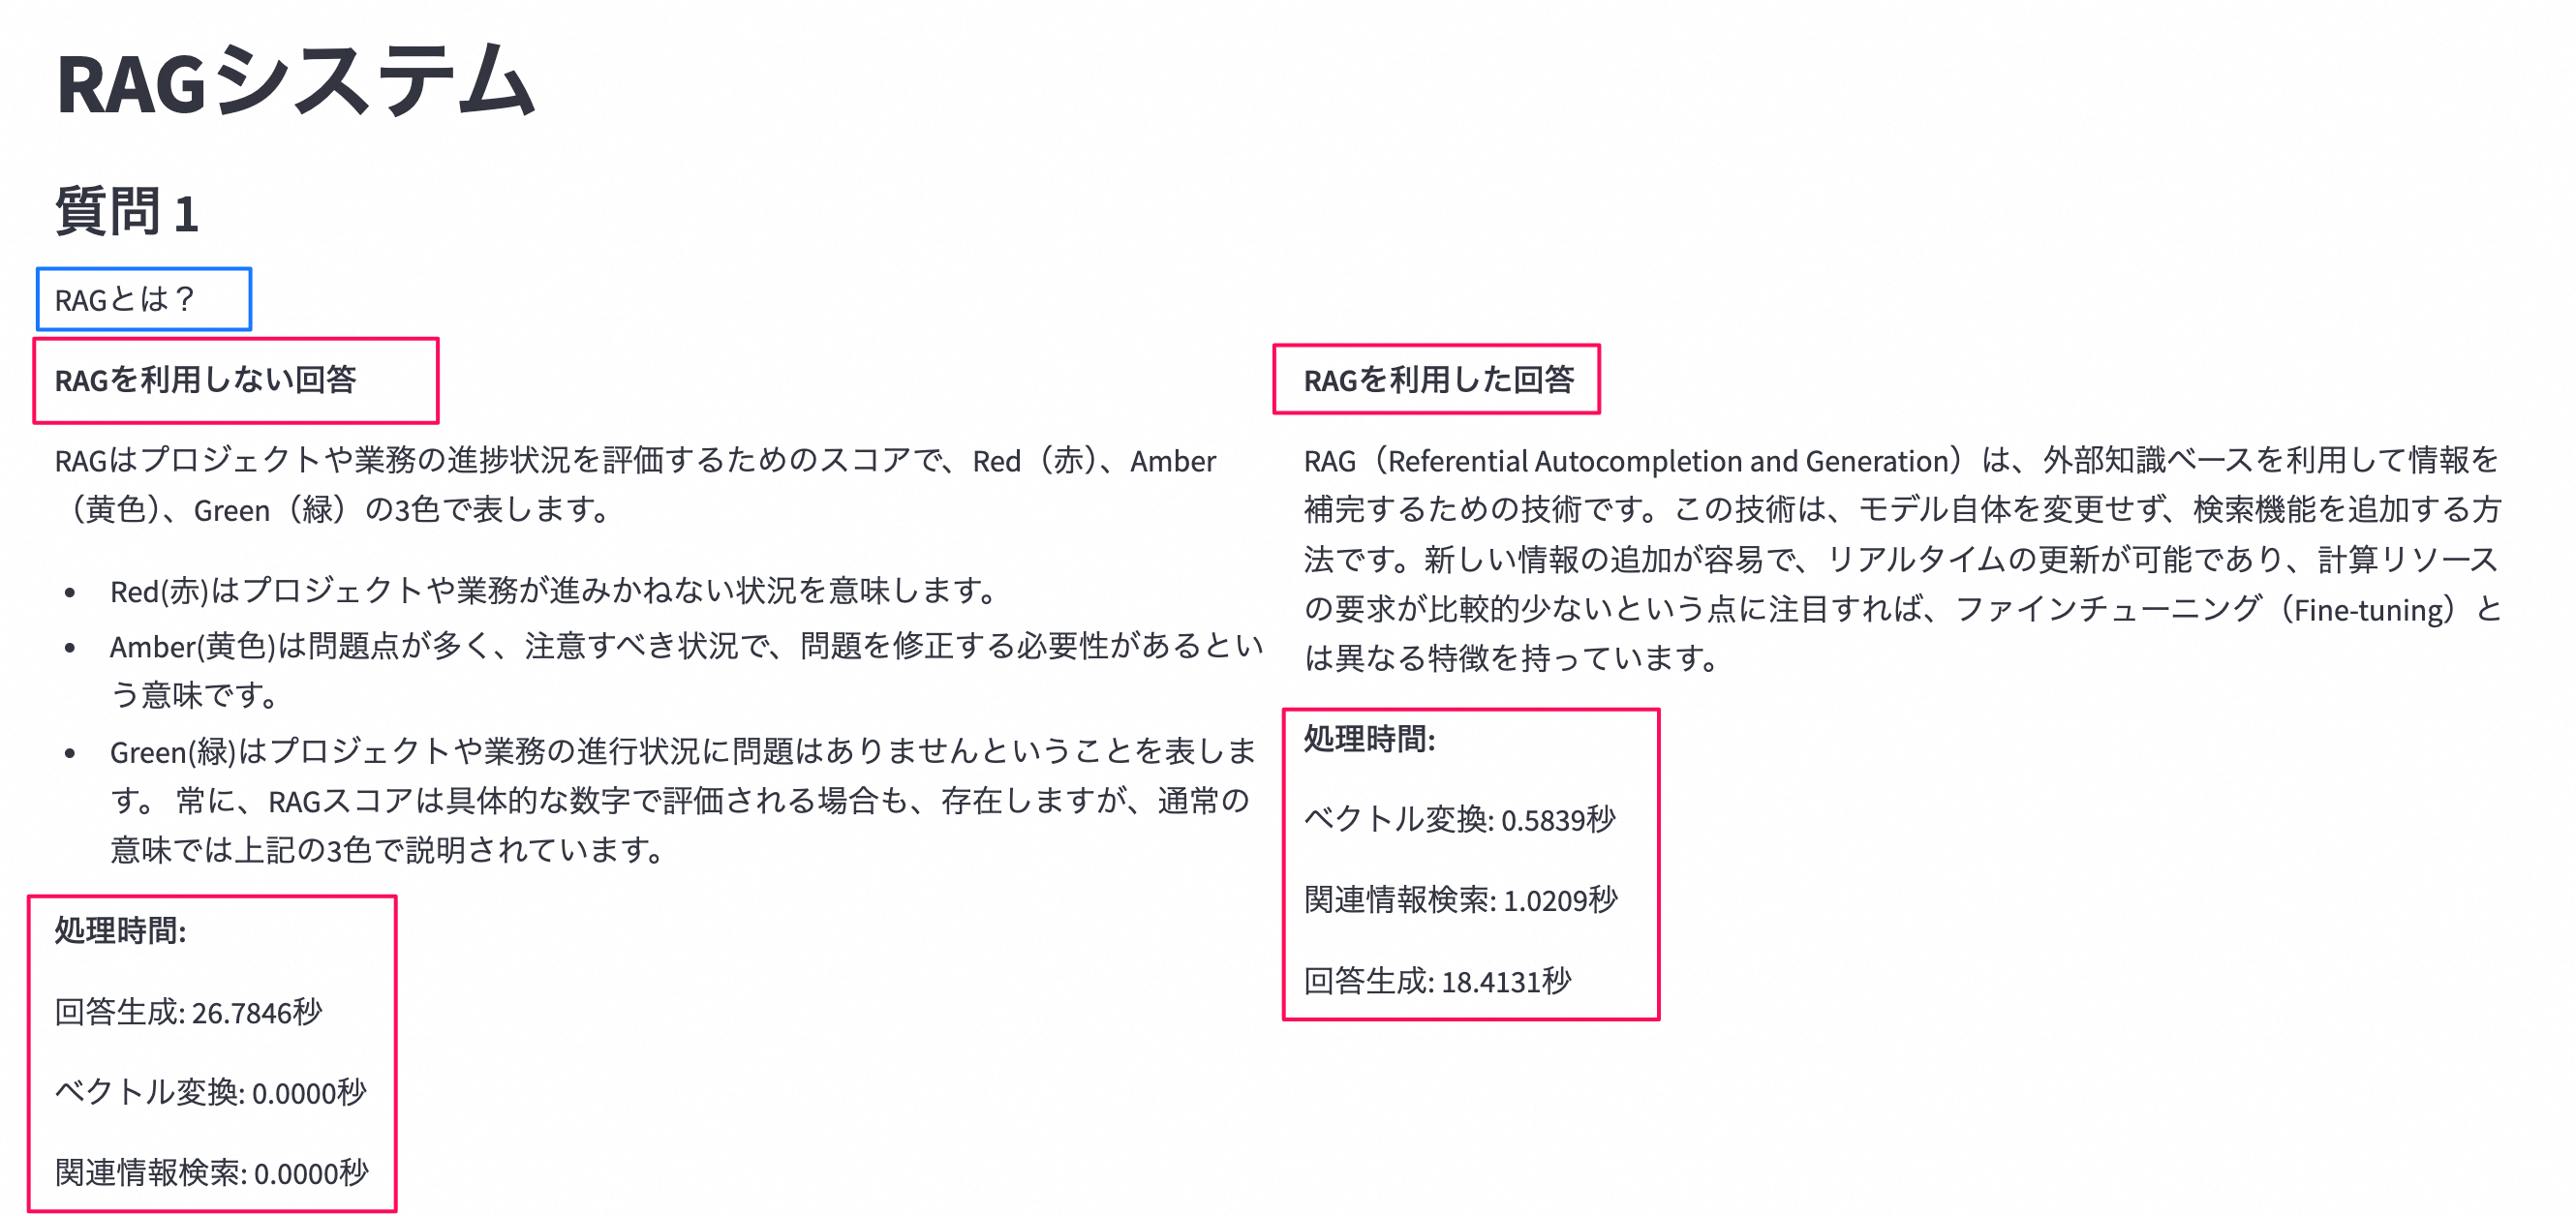 RAGシステム
質問 1
RAGとは？
RAGを利用しない回答
RAGはプロジェクトや業務の進捗状況を評価するためのスコアで、Red（赤）、Amber
（黄色）、Green（緑）の3色で表します。
• Red(赤)はプロジェクトや業務が進みかねない状況を意味します。
• Amber(黄色)は問題点が多く、注意すべき状況で、問題を修正する必要性があるとい
う意味です。
• Green(緑)はプロジェクトや業務の進行状況に問題はありませんということを表しま
す。 常に、RAGスコアは具体的な数字で評価される場合も、存在しますが、通常の
意味では上記の3色で説明されています。
処理時間:
回答生成: 26.7846秒
ベクトル変換: 0.0000秒
関連情報検索: 0.0000秒
RAGを利用した回答
RAG（Referential Autocompletion and Generation）は、外部知識ベースを利用して情報を
補完するための技術です。この技術は、モデル自体を変更せず、検索機能を追加する方
法です。新しい情報の追加が容易で、リアルタイムの更新が可能であり、計算リソース
の要求が比較的少ないという点に注目すれば、ファインチューニング（Fine-tuning）と
は異なる特徴を持っています。
処理時間:
ベクトル変換: 0.5839秒
関連情報検索: 1.0209秒
回答生成: 18.4131秒